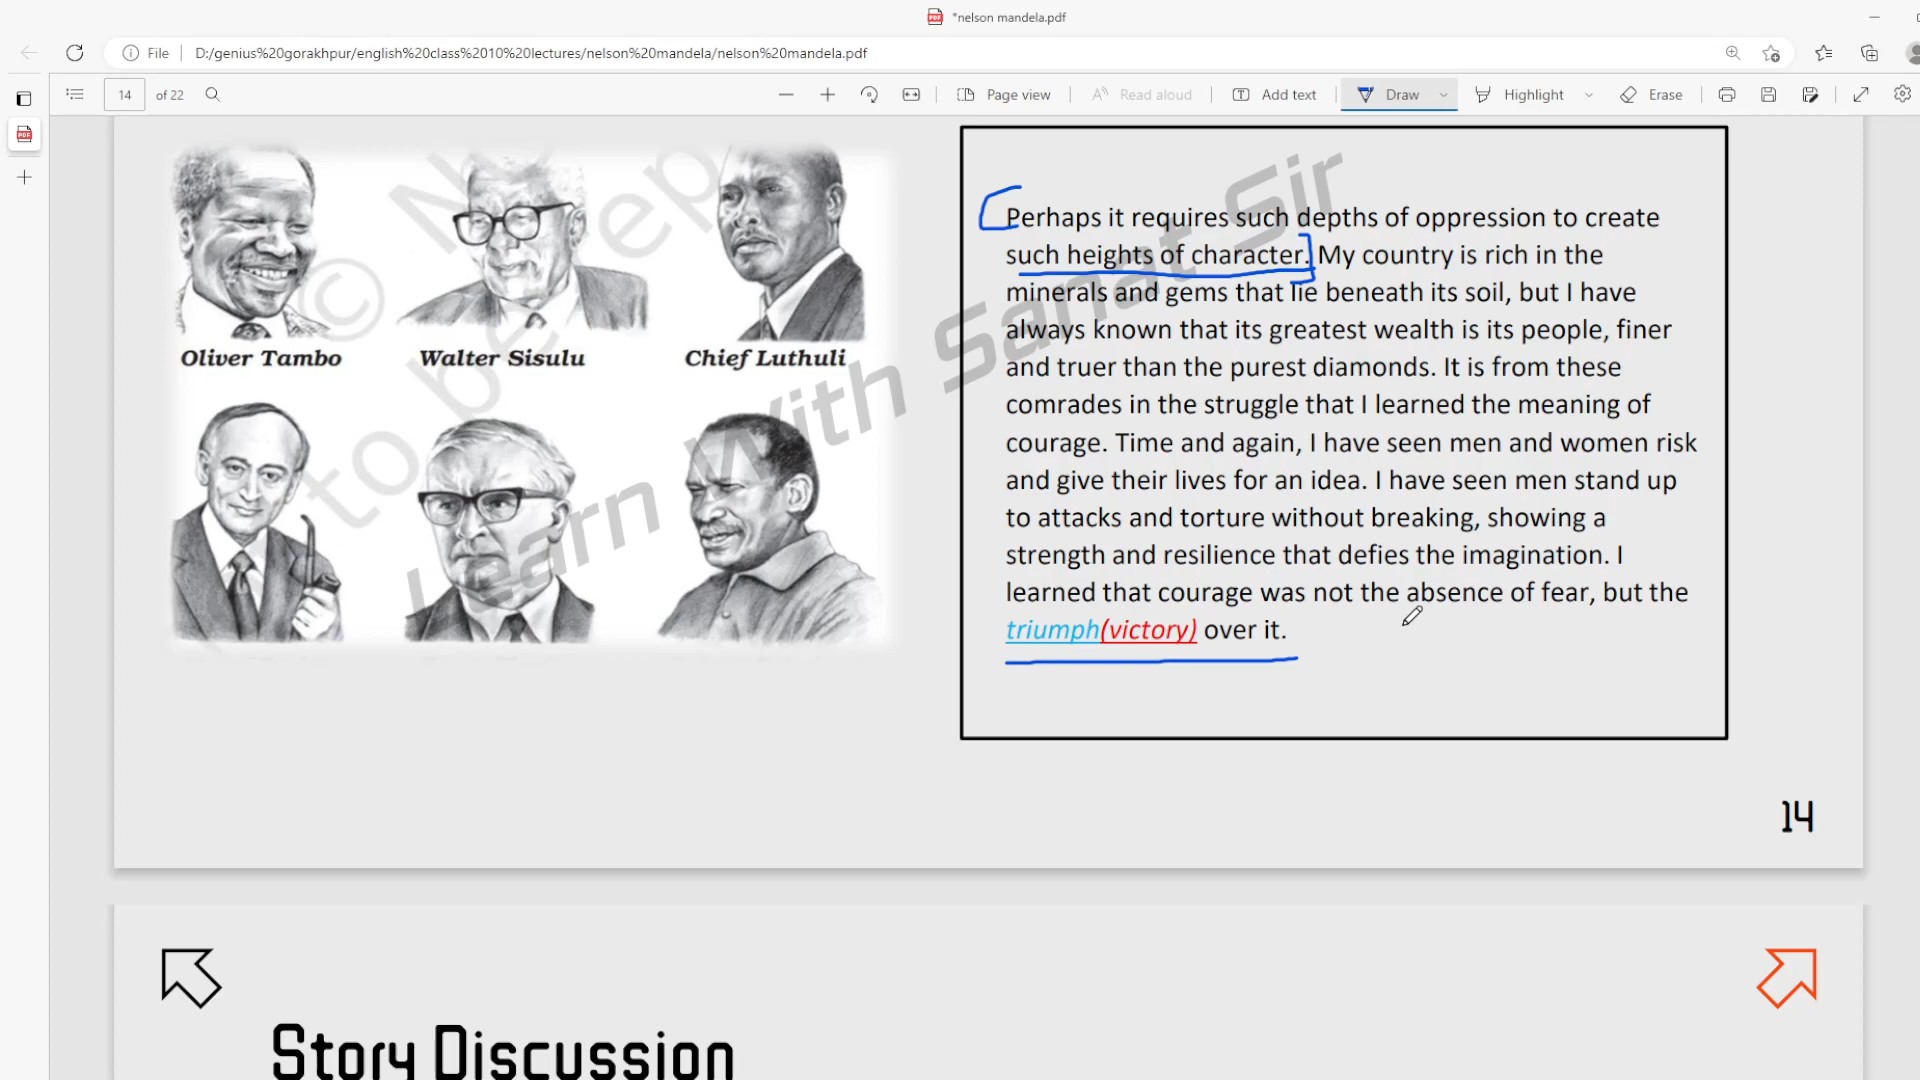 *nelson mandela.pdf
File
D:/genius%20gorakhpur/english%20class%2010%20lectures/nelson%20mandela/nelson%20mandela.pdf
14 of 22
Page view
Read aloud
Add text
Draw
Highlight
Erase
Oliver Tambo
Walter Sisulu
Chief Luthuli
Learn With Sanat Sir
Perhaps it requires such depths of oppression to create
such heights of character. My country is rich in the
minerals and gems that lie beneath its soil, but I have
always known that its greatest wealth is its people, finer
and truer than the purest diamonds. It is from these
comrades in the struggle that I learned the meaning of
courage. Time and again, I have seen men and women risk
and give their lives for an idea. I have seen men stand up
to attacks and torture without breaking, showing a
strength and resilience that defies the imagination. I
learned that courage was not the absence of fear, but the
triumph(victory) over it.
14
Story Discussion